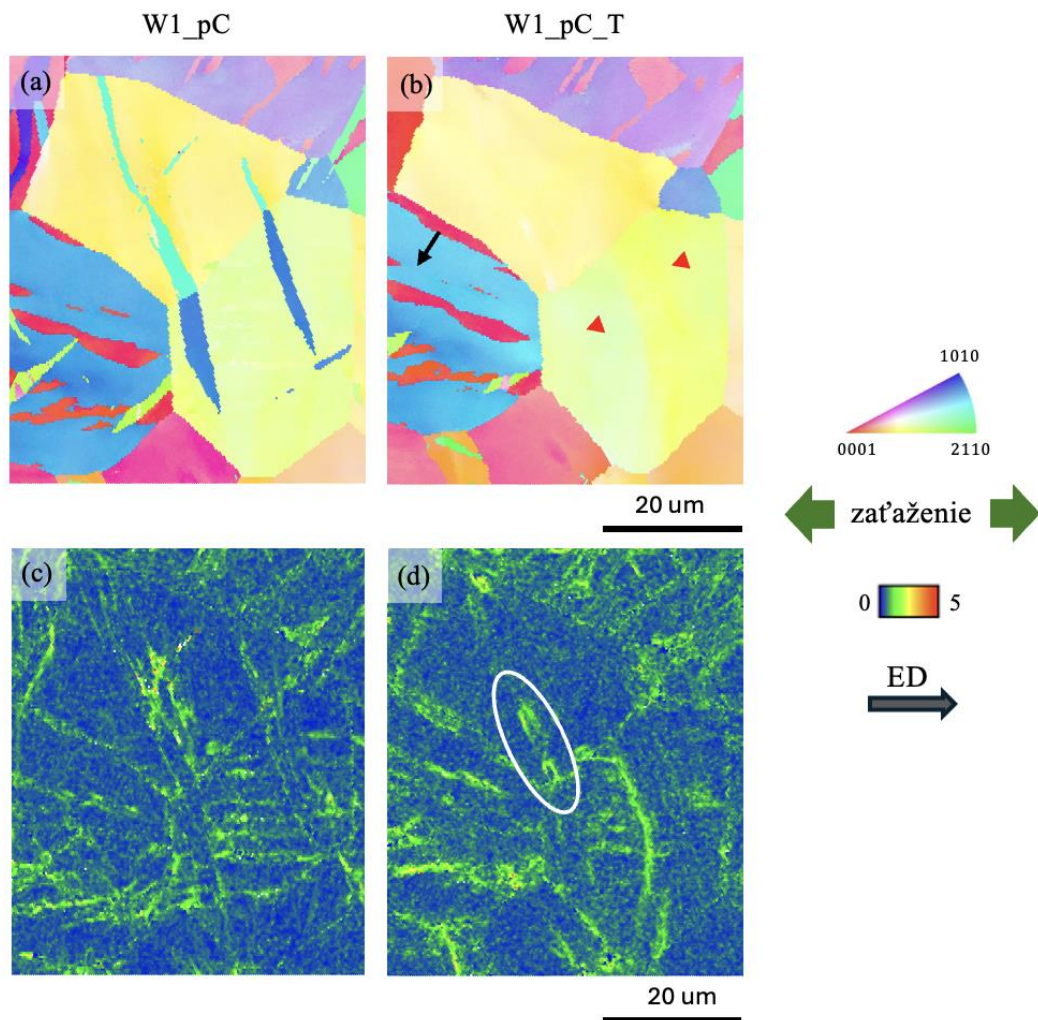 W1_pC
W1_pC_T
(a)
(b)
1010
0001
2110
20 um
zaťaženie
(c)
(d)
0
5
ED
20 um